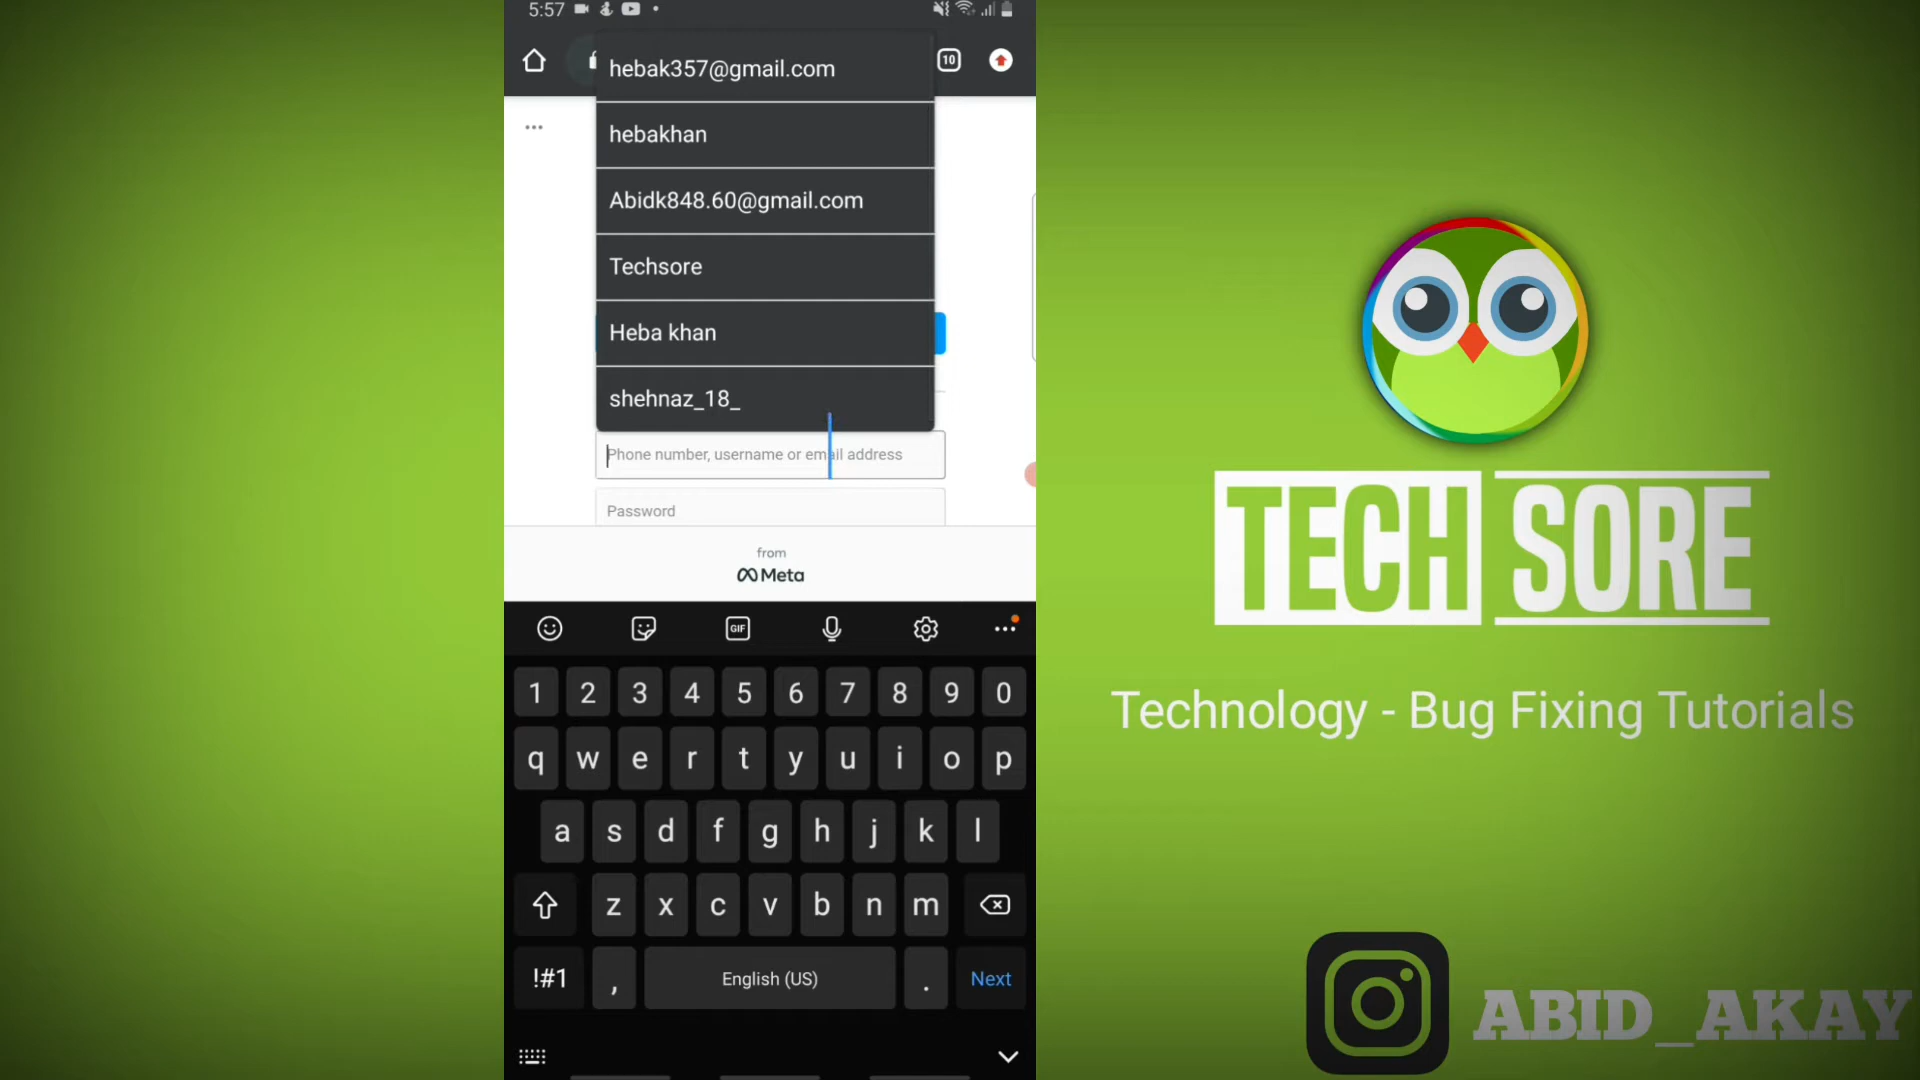 5:57
10
hebak357@gmail.com
hebakhan
Abidk848.60@gmail.com
Techsore
Heba khan
shehnaz_18_
Phone number, username or email address
Password
from
Meta
GIF
1 2 3 4 5 6 7 8 9 0
q w e r t y u i o p
a s d f g h j k l
z x c v b n m
!#1 , English (US) . Next
TECH SORE
Technology - Bug Fixing Tutorials
ABID_AKAY